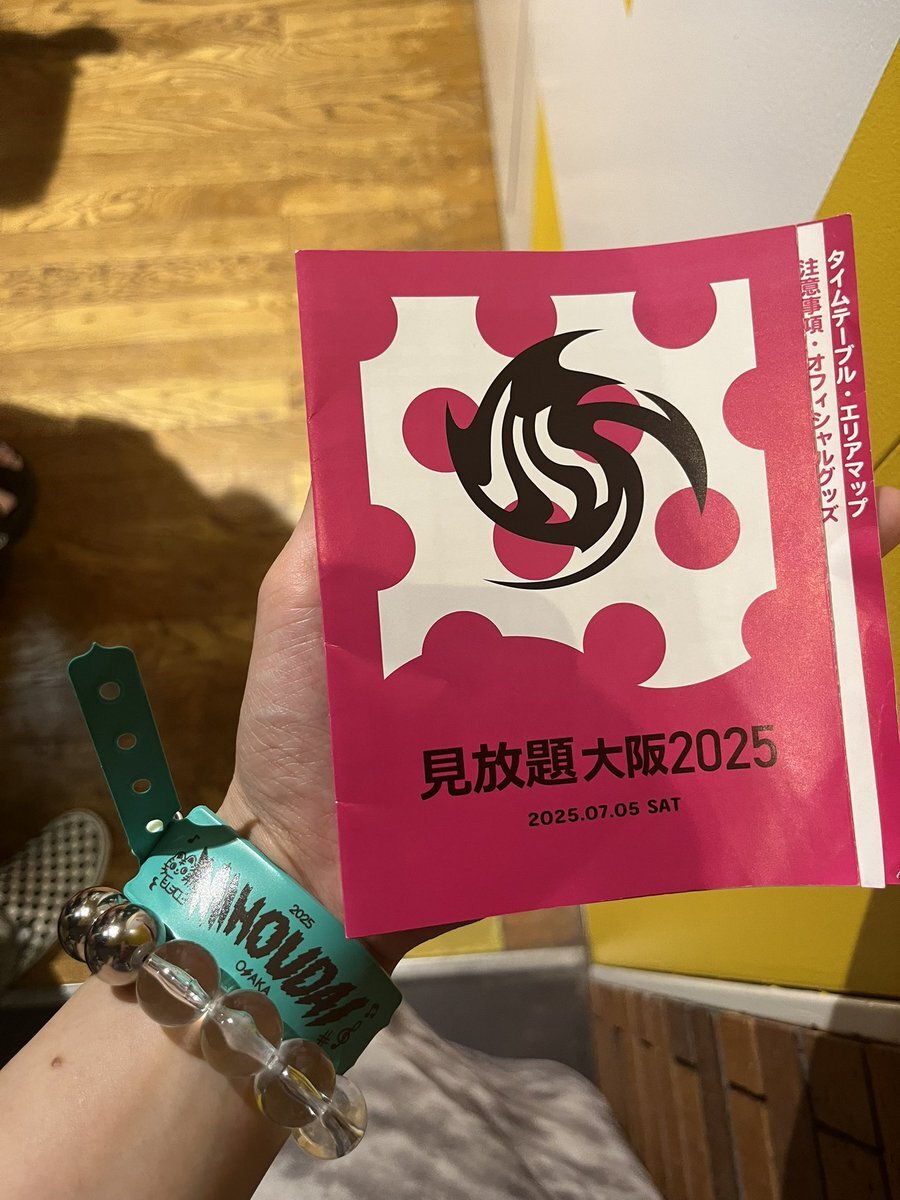 タイムテーブル・エリアマップ
注意事項・オフィシャルグッズ
見放題大阪2025
2025.07.05 SAT
2025
MIHOUDAI
OSAKA